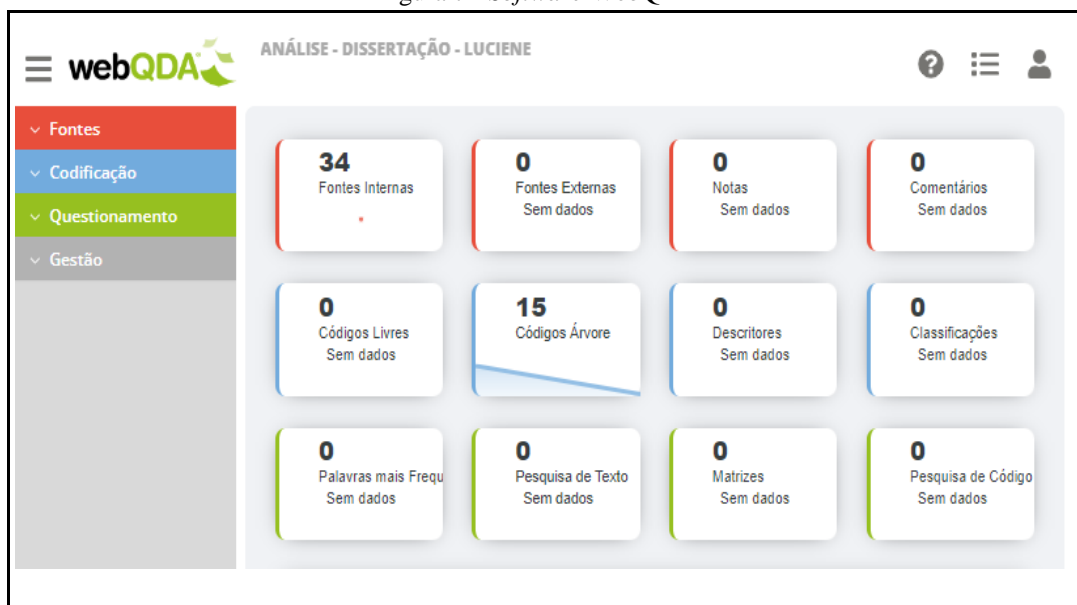 webQDA
ANÁLISE - DISSERTAÇÃO - LUCIENE
Fontes
Codificação
Questionamento
Gestão
34
Fontes Internas
0
Fontes Externas
Sem dados
0
Notas
Sem dados
0
Comentários
Sem dados
0
Códigos Livres
Sem dados
15
Códigos Árvore
0
Descritores
Sem dados
0
Classificações
Sem dados
0
Palavras mais Frequ
Sem dados
0
Pesquisa de Texto
Sem dados
0
Matrizes
Sem dados
0
Pesquisa de Código
Sem dados